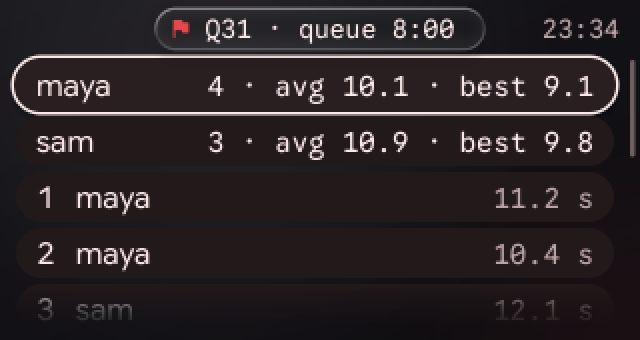 Q31 · queue 8:00 23:34
maya 4 · avg 10.1 · best 9.1
sam 3 · avg 10.9 · best 9.8
1 maya 11.2 s
2 maya 10.4 s
3 sam 12.1 s